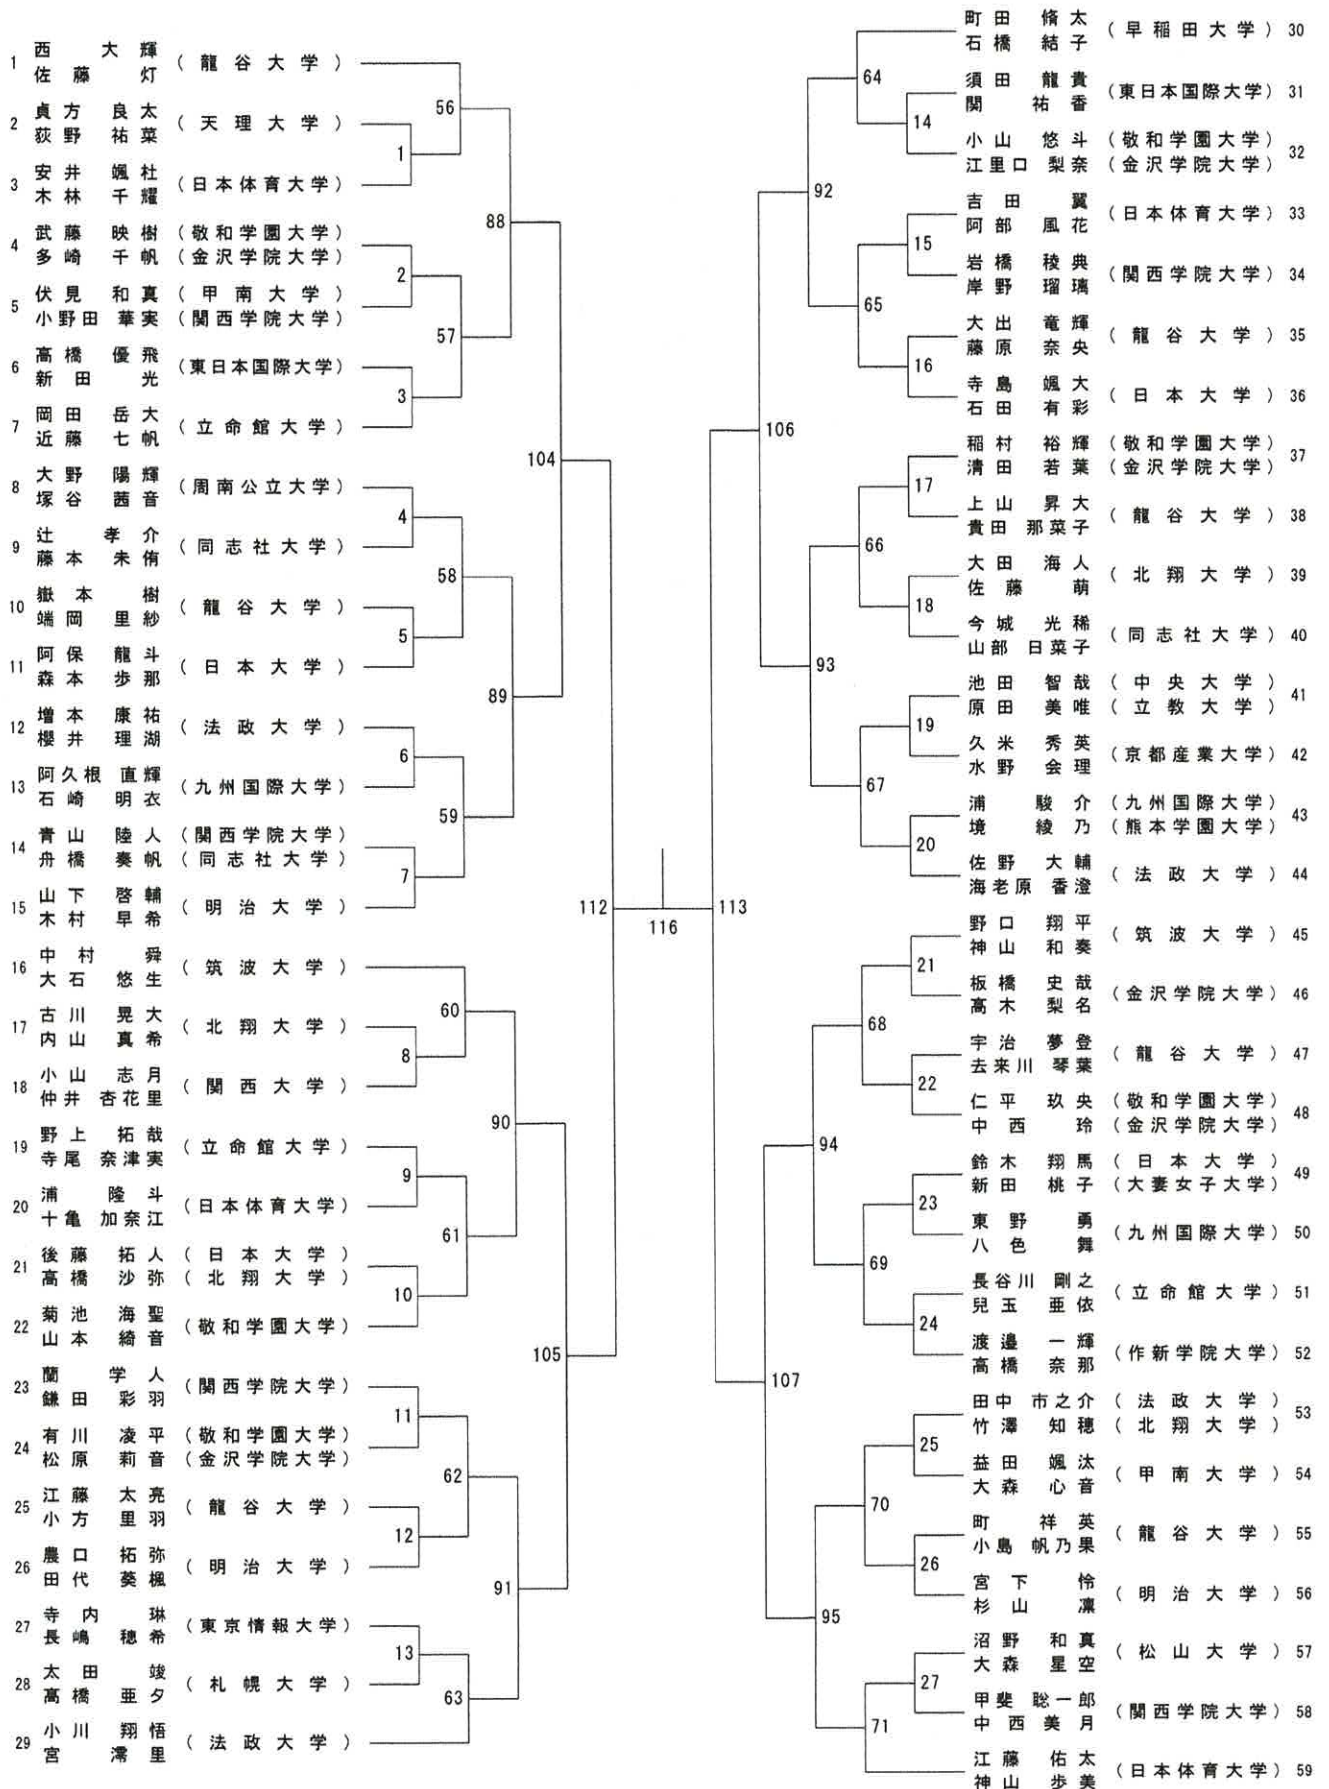 1 西 大輝 (龍谷大学)
佐藤 灯
2 貞方 良太 (天理大学)
荻野 祐菜
3 安井 颯杜 (日本体育大学)
木林 千耀
4 武藤 映樹 (敬和学園大学)
多崎 千帆 (金沢学院大学)
5 伏見 和真 (甲南大学)
小野田 華実 (関西学院大学)
6 高橋 優飛 (東日本国際大学)
新田 光
7 岡田 岳大 (立命館大学)
近藤 七帆
8 大野 陽輝 (周南公立大学)
塚谷 茜音
9 辻 孝介 (同志社大学)
藤本 未侑
10 嶽本 樹 (龍谷大学)
端岡 里紗
11 阿保 龍斗 (日本大学)
森本 歩那
12 増本 康祐 (法政大学)
櫻井 理湖
13 阿久根 直輝 (九州国際大学)
石崎 明衣
14 青山 陸人 (関西学院大学)
舟橋 奏帆 (同志社大学)
15 山下 啓輔 (明治大学)
木村 早希
16 中村 舜 (筑波大学)
大石 悠生
17 古川 晃大 (北翔大学)
内山 真希
18 小山 志月 (関西大学)
仲井 杏花里
19 野上 拓哉 (立命館大学)
寺尾 奈津実
20 浦 隆斗 (日本体育大学)
十亀 加奈江
21 後藤 拓人 (日本大学)
高橋 沙弥 (北翔大学)
22 菊池 海聖 (敬和学園大学)
山本 綺音
23 蘭 学人 (関西学院大学)
鎌田 彩羽
24 有川 凌平 (敬和学園大学)
松原 莉音 (金沢学院大学)
25 江藤 太亮 (龍谷大学)
小方 里羽
26 農口 拓弥 (明治大学)
田代 葵楓
27 寺内 琳 (東京情報大学)
長嶋 穂希
28 太田 竣 (札幌大学)
高橋 亜夕
29 小川 翔悟 (法政大学)
宮 澪里
56
1
88
2
57
3
104
4
58
5
89
6
59
7
112
60
8
90
9
61
10
105
11
62
12
91
13
63
116
113
64
14
92
15
65
16
106
17
66
18
93
19
67
20
21
68
22
94
23
69
24
107
25
70
26
95
27
71
町田 脩太 (早稲田大学) 30
石橋 結子
須田 龍貴 (東日本国際大学) 31
関 祐香
小山 悠斗 (敬和学園大学) 32
江里口 梨奈 (金沢学院大学)
吉田 翼 (日本体育大学) 33
阿部 風花
岩橋 稜典 (関西学院大学) 34
岸野 瑠璃
大出 竜輝 (龍谷大学) 35
藤原 奈央
寺島 颯大 (日本大学) 36
石田 有彩
稲村 裕輝 (敬和学園大学) 37
清田 若葉 (金沢学院大学)
上山 昇大 (龍谷大学) 38
貴田 那菜子
大田 海人 (北翔大学) 39
佐藤 萌
今城 光稀 (同志社大学) 40
山部 日菜子
池田 智哉 (中央大学) 41
原田 美唯 (立教大学)
久米 秀英 (京都産業大学) 42
水野 会理
浦 駿介 (九州国際大学) 43
境 綾乃 (熊本学園大学)
佐野 大輔 (法政大学) 44
海老原 香澄
野口 翔平 (筑波大学) 45
神山 和奏
板橋 史哉 (金沢学院大学) 46
高木 梨名
宇治 夢登 (龍谷大学) 47
去来川 琴葉
仁平 玖央 (敬和学園大学) 48
中西 玲 (金沢学院大学)
鈴木 翔馬 (日本大学) 49
新田 桃子 (大妻女子大学)
東野 勇 (九州国際大学) 50
八色 舞
長谷川 剛之 (立命館大学) 51
兒玉 亜依
渡邉 一輝 (作新学院大学) 52
高橋 奈那
田中 市之介 (法政大学) 53
竹澤 知穂 (北翔大学)
益田 颯汰 (甲南大学) 54
大森 心音
町 祥英 (龍谷大学) 55
小島 帆乃果
宮下 怜 (明治大学) 56
杉山 凛
沼野 和真 (松山大学) 57
大森 星空
甲斐 聡一郎 (関西学院大学) 58
中西 美月
江藤 佑太 (日本体育大学) 59
神山 歩美